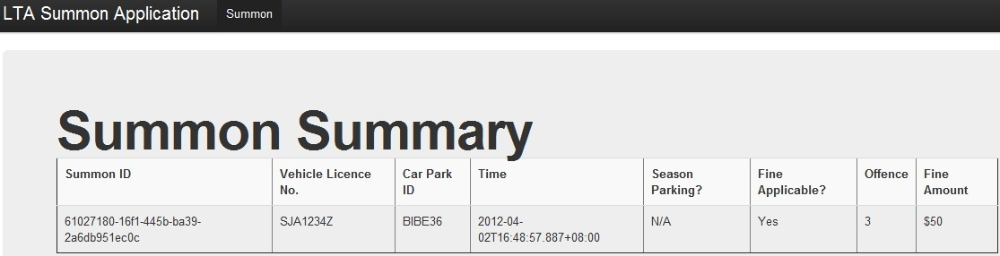 LTA Summon Application Summon
Summon Summary
Summon ID Vehicle Licence No. Car Park ID Time Season Parking? Fine Applicable? Offence Fine Amount
61027180-16f1-445b-ba39-2a6db951ec0c SJA1234Z BIBE36 2012-04-02T16:48:57.887+08:00 N/A Yes 3 $50